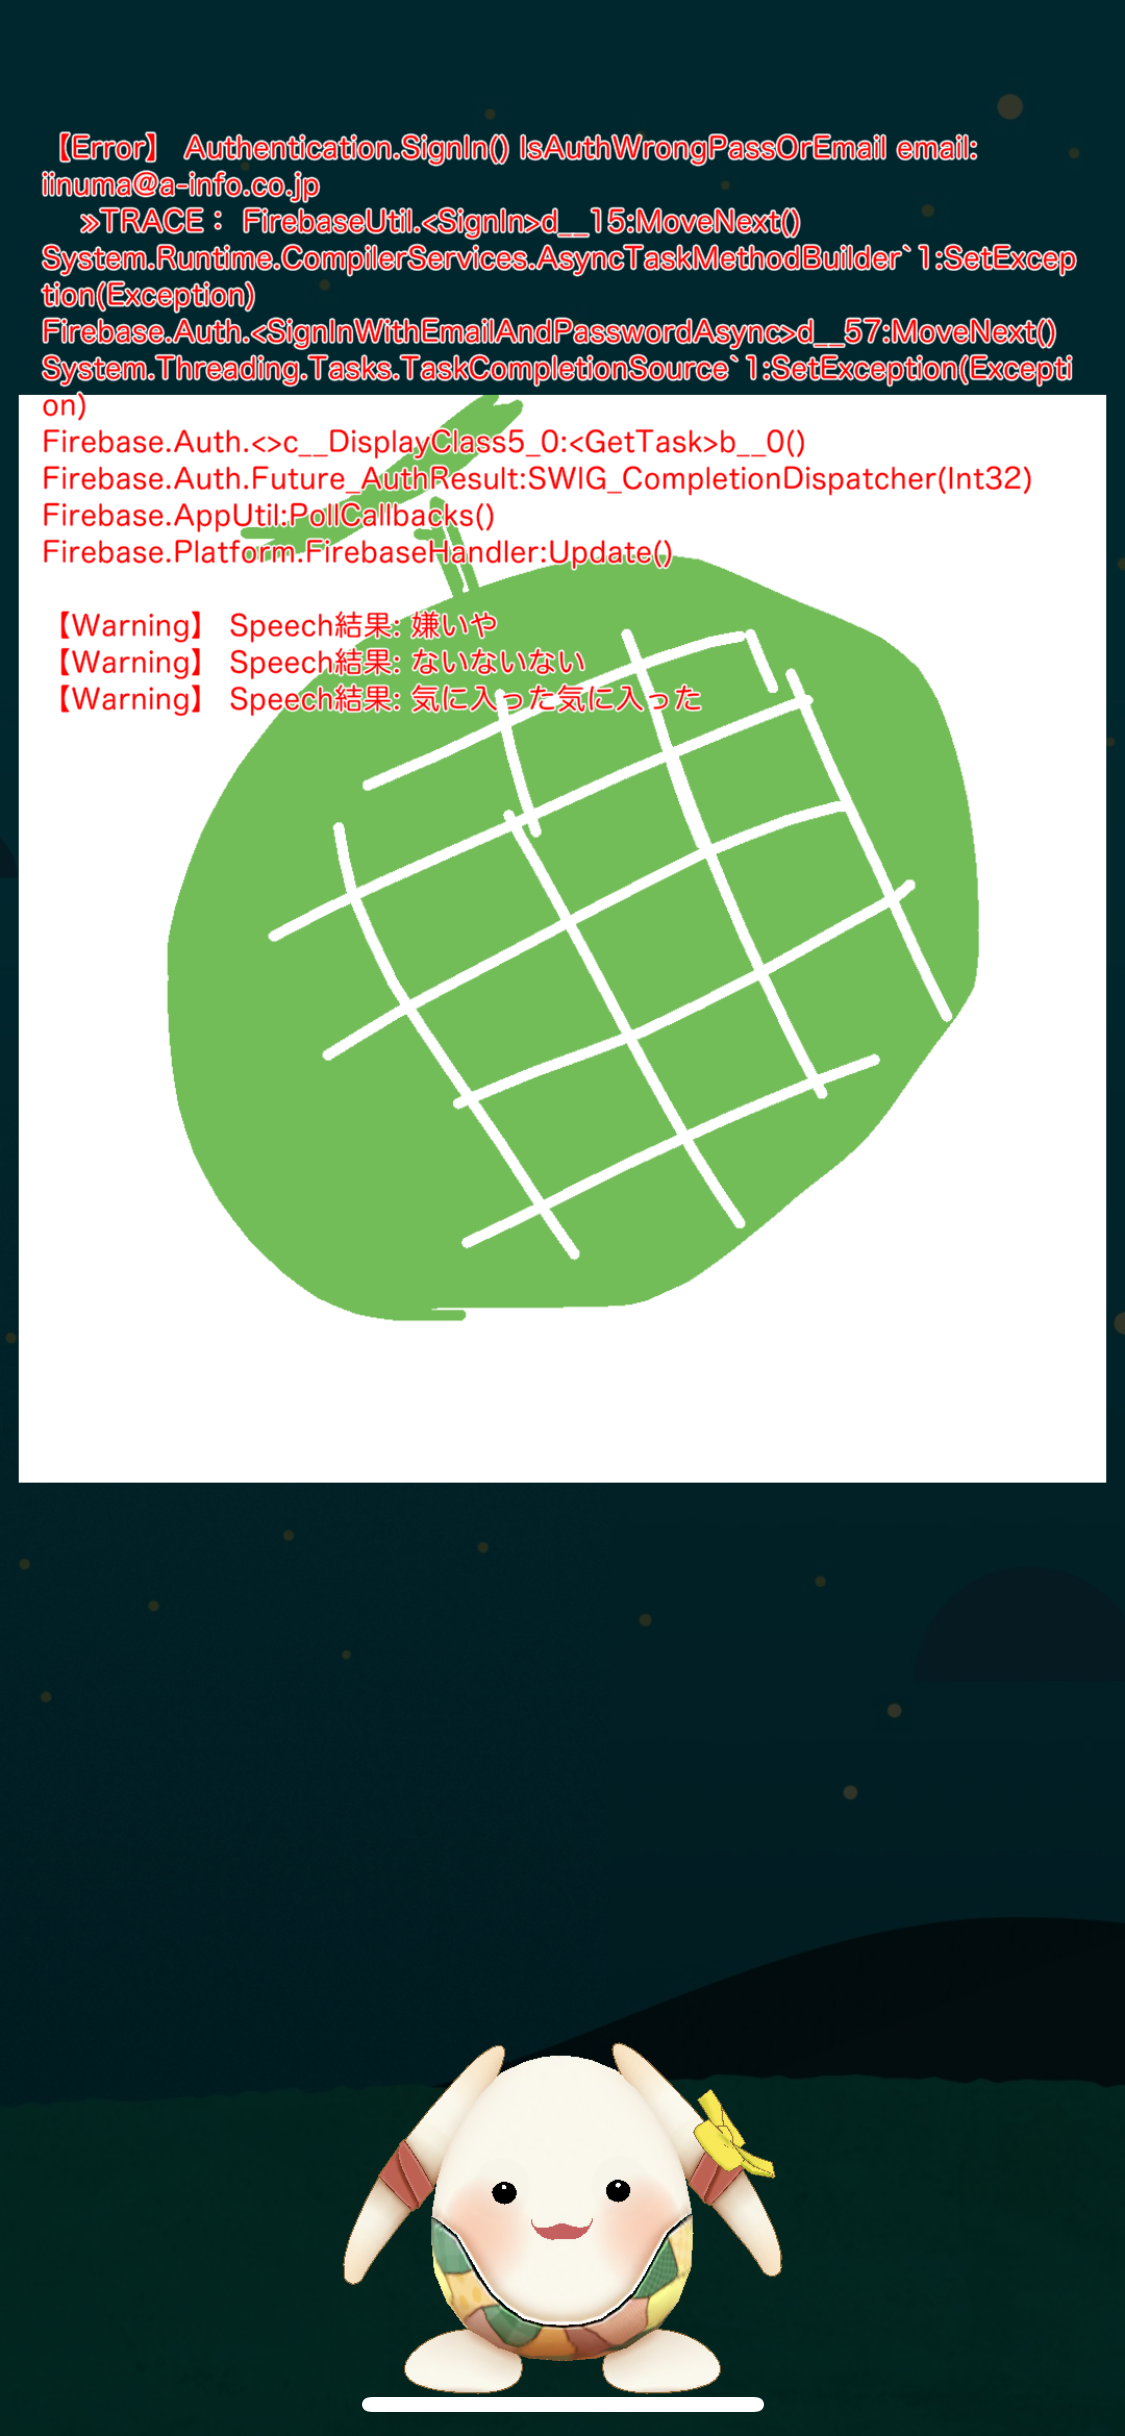 【Error】 Authentication.SignIn() IsAuthWrongPassOrEmail email:
iinuma@a-info.co.jp
»TRACE： FirebaseUtil.<SignIn>d__15:MoveNext()
System.Runtime.CompilerServices.AsyncTaskMethodBuilder`1:SetExcep
tion(Exception)
Firebase.Auth.<SignInWithEmailAndPasswordAsync>d__57:MoveNext()
System.Threading.Tasks.TaskCompletionSource`1:SetException(Excepti
on)
Firebase.Auth.<>c__DisplayClass5_0:<GetTask>b__0()
Firebase.Auth.Future_AuthResult:SWIG_CompletionDispatcher(Int32)
Firebase.AppUtil:PollCallbacks()
Firebase.Platform.FirebaseHandler:Update()
【Warning】 Speech結果: 嫌いや
【Warning】 Speech結果: ないないない
【Warning】 Speech結果: 気に入った気に入った